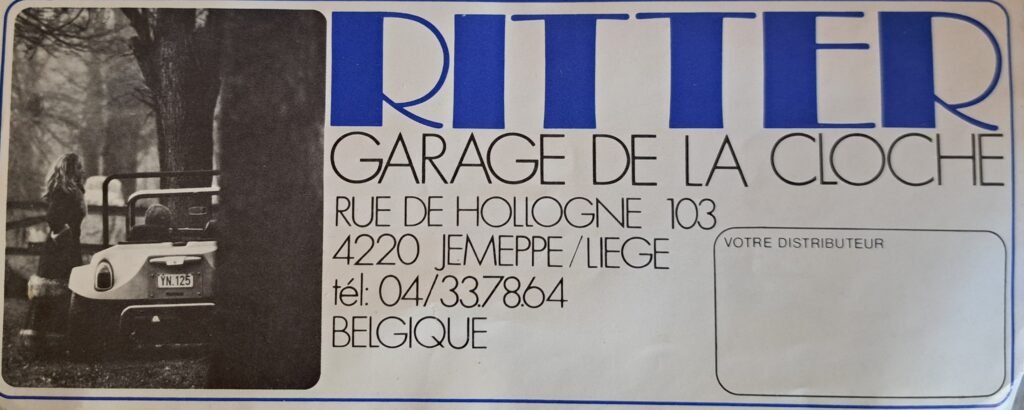 RITTER
GARAGE DE LA CLOCHE
RUE DE HOLLOGNE 103
4220 JEMEPPE/LIEGE
tél: 04/33.78.64
BELGIQUE
VOTRE DISTRIBUTEUR
YN.125